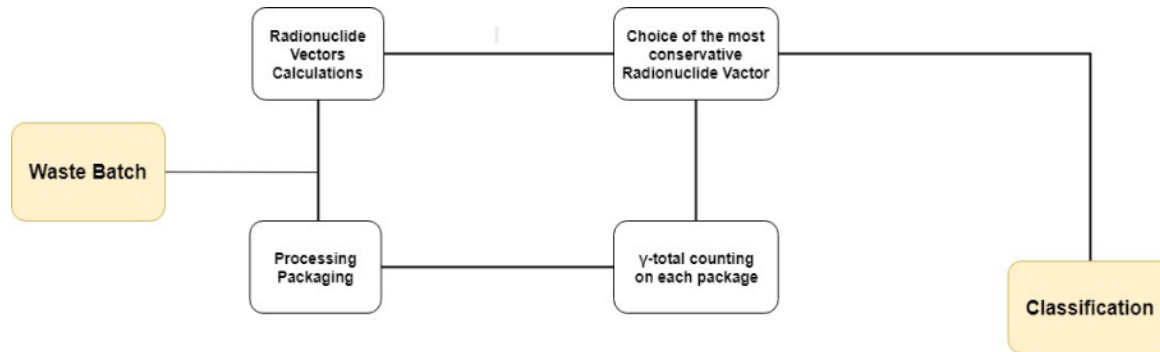 Radionuclide
Vectors
Calculations
Choice of the most
conservative
Radionuclide Vactor
Waste Batch
Processing
Packaging
γ-total counting
on each package
Classification